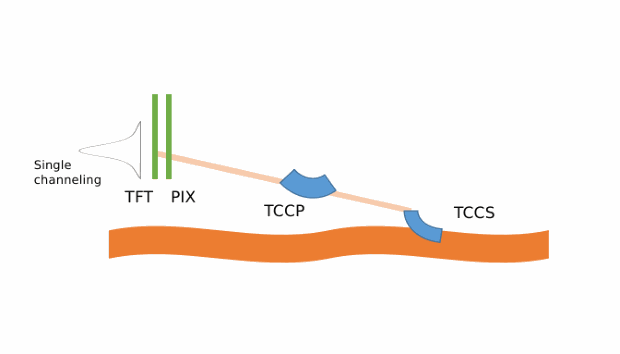 Single
channeling
TFT PIX
TCCP
TCCS